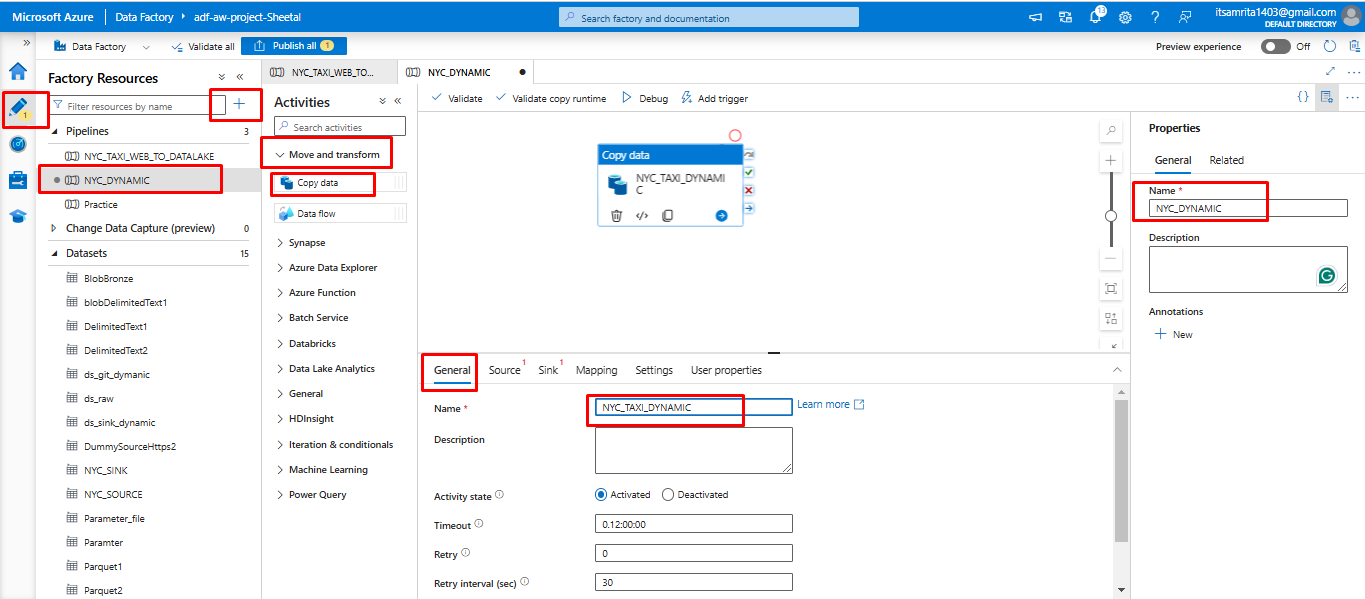 Microsoft Azure
Data Factory
adf-aw-project-Sheetal
Search factory and documentation
13
itsamrita1403@gmail.com
DEFAULT DIRECTORY
Data Factory
Validate all
Publish all 1
Preview experience
Off
1
Factory Resources
Filter resources by name
Pipelines 3
NYC_TAXI_WEB_TO_DATALAKE
NYC_DYNAMIC
Practice
Change Data Capture (preview) 0
Datasets 15
BlobBronze
blobDelimitedText1
DelimitedText1
DelimitedText2
ds_git_dymanic
ds_raw
ds_sink_dynamic
DummySourceHttps2
NYC_SINK
NYC_SOURCE
Parameter_file
Paramter
Parquet1
Parquet2
NYC_TAXI_WEB_TO...
NYC_DYNAMIC
Activities
Search activities
Move and transform
Copy data
Data flow
Synapse
Azure Data Explorer
Azure Function
Batch Service
Databricks
Data Lake Analytics
General
HDInsight
Iteration & conditionals
Machine Learning
Power Query
Validate
Validate copy runtime
Debug
Add trigger
Copy data
NYC_TAXI_DYNAMI
C
General
Source 1
Sink 1
Mapping
Settings
User properties
Name *
NYC_TAXI_DYNAMIC
Learn more
Description
Activity state
Activated
Deactivated
Timeout
0.12:00:00
Retry
0
Retry interval (sec)
30
Properties
General
Related
Name *
NYC_DYNAMIC
Description
Annotations
New